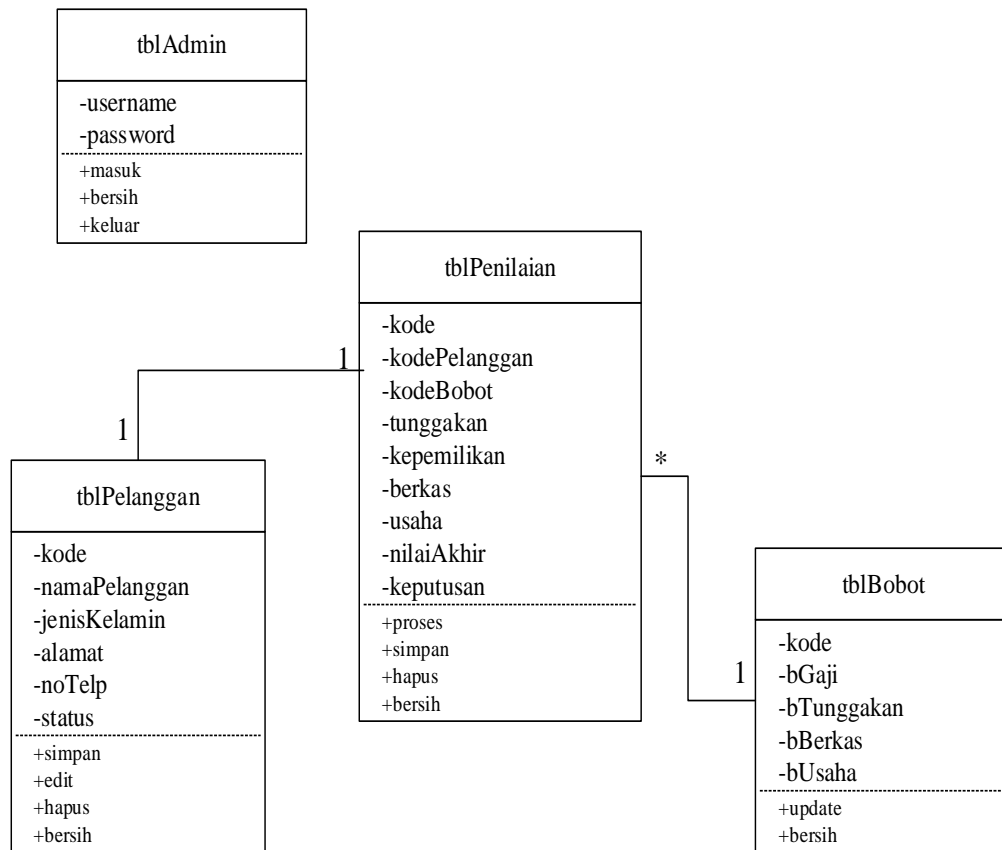 tblAdmin
-username
-password
+masuk
+bersih
+keluar
tblPenilaian
-kode
-kodePelanggan
-kodeBobot
-tunggakan
-kepemilikan
-berkas
-usaha
-nilaiAkhir
-keputusan
+proses
+simpan
+hapus
+bersih
1
1
tblPelanggan
-kode
-namaPelanggan
-jenisKelamin
-alamat
-noTelp
-status
+simpan
+edit
+hapus
+bersih
*
1
tblBobot
-kode
-bGaji
-bTunggakan
-bBerkas
-bUsaha
+update
+bersih